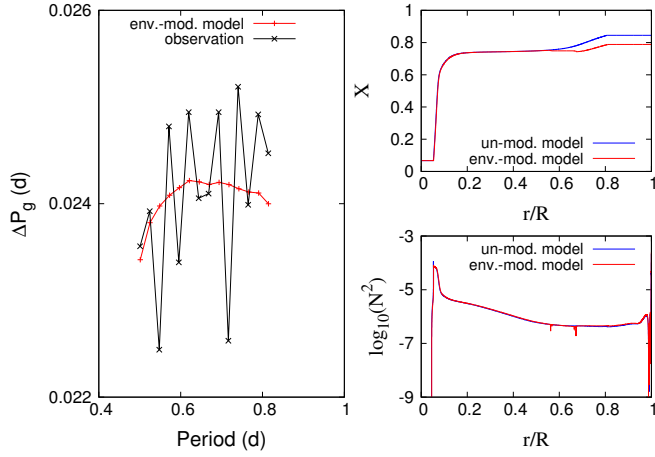 env.-mod. model
observation
0.026
0.024
0.022
ΔP_g (d)
0.4 0.6 0.8 1
Period (d)
1
0.8
0.6
0.4
0.2
0
X
un-mod. model
env.-mod. model
0 0.2 0.4 0.6 0.8 1
r/R
-3
-5
-7
-9
log₁₀(N²)
un-mod. model
env.-mod. model
0 0.2 0.4 0.6 0.8 1
r/R